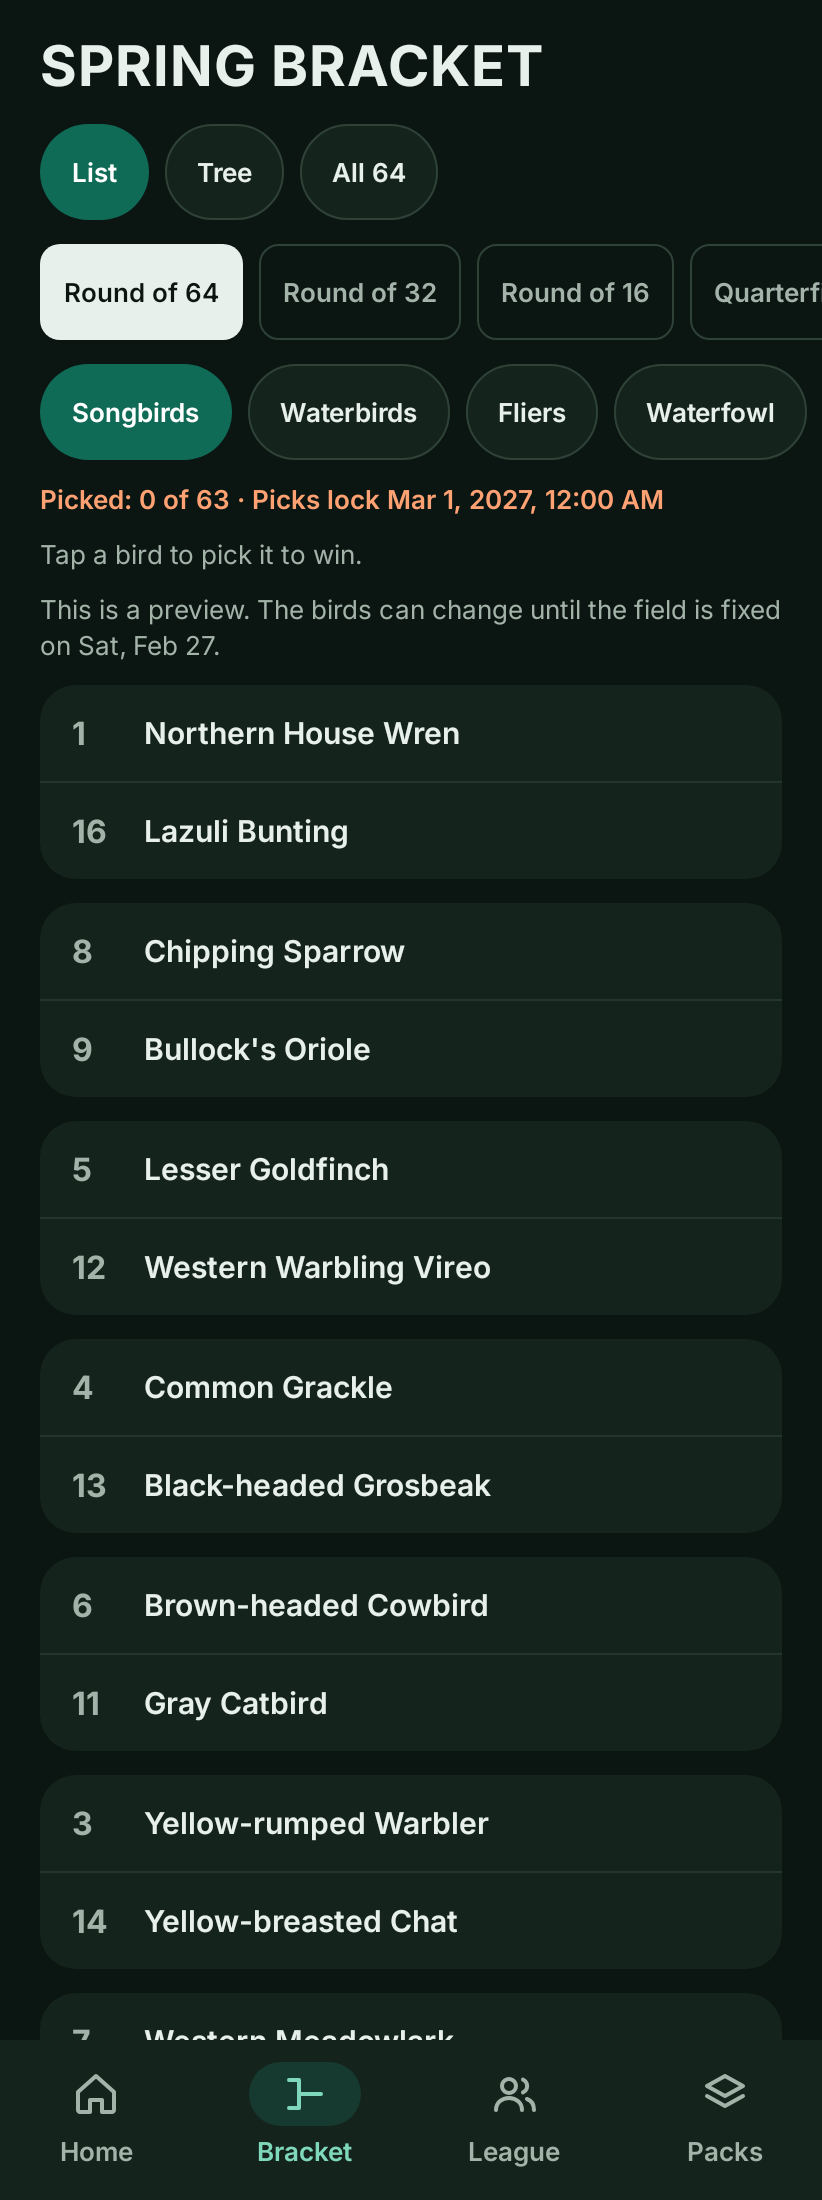 SPRING BRACKET
List
Tree
All 64
Round of 64
Round of 32
Round of 16
Quarterfi
Songbirds
Waterbirds
Fliers
Waterfowl
Picked: 0 of 63 · Picks lock Mar 1, 2027, 12:00 AM
Tap a bird to pick it to win.
This is a preview. The birds can change until the field is fixed
on Sat, Feb 27.
1 Northern House Wren
16 Lazuli Bunting
8 Chipping Sparrow
9 Bullock's Oriole
5 Lesser Goldfinch
12 Western Warbling Vireo
4 Common Grackle
13 Black-headed Grosbeak
6 Brown-headed Cowbird
11 Gray Catbird
3 Yellow-rumped Warbler
14 Yellow-breasted Chat
7 Western Meadowlark
Home
Bracket
League
Packs